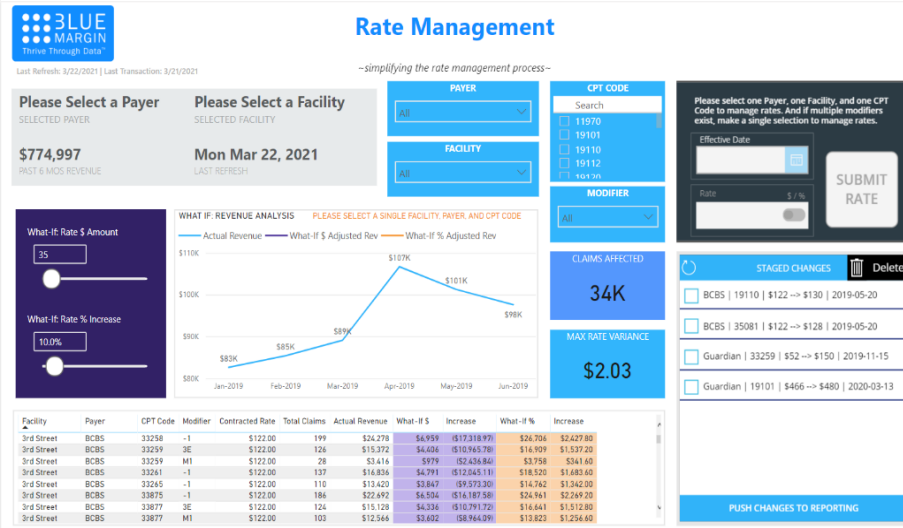 BLUE
MARGIN
Thrive Through Data™
Rate Management
~simplifying the rate management process~
Last Refresh: 3/22/2021 | Last Transaction: 3/21/2021
Please Select a Payer
SELECTED PAYER
Please Select a Facility
SELECTED FACILITY
$774,997
PAST 6 MOS REVENUE
Mon Mar 22, 2021
LAST REFRESH
PAYER
All
FACILITY
All
CPT CODE
Search
11970
19101
19110
19112
19120
MODIFIER
All
Please select one Payer, one Facility, and one CPT
Code to manage rates. And if multiple modifiers
exist, make a single selection to manage rates.
Effective Date
Rate
$ / %
SUBMIT
RATE
What-If: Rate $ Amount
35
What-If: Rate % Increase
10.0%
WHAT IF: REVENUE ANALYSIS PLEASE SELECT A SINGLE FACILITY, PAYER, AND CPT CODE
Actual Revenue What-If $ Adjusted Rev What-If % Adjusted Rev
$110K
$100K
$90K
$80K
$83K
$85K
$89K
$107K
$101K
$98K
Jan-2019 Feb-2019 Mar-2019 Apr-2019 May-2019 Jun-2019
CLAIMS AFFECTED
34K
MAX RATE VARIANCE
$2.03
STAGED CHANGES
Delete
BCBS | 19110 | $122 --> $130 | 2019-05-20
BCBS | 35081 | $122 --> $128 | 2019-05-20
Guardian | 33259 | $52 --> $150 | 2019-11-15
Guardian | 19101 | $466 --> $480 | 2020-03-13
PUSH CHANGES TO REPORTING
Facility Payer CPT Code Modifier Contracted Rate Total Claims Actual Revenue What-If $ Increase What-If % Increase
3rd Street BCBS 33258 -1 $122.00 199 $24,278 $6,959 ($17,318.97) $26,706 $2,427.80
3rd Street BCBS 33259 3E $122.00 126 $15,372 $4,406 ($10,965.78) $16,909 $1,537.20
3rd Street BCBS 33259 M1 $122.00 28 $3,416 $979 ($2,436.84) $3,758 $341.60
3rd Street BCBS 33261 -1 $122.00 137 $16,836 $4,791 ($12,045.11) $18,520 $1,683.60
3rd Street BCBS 33265 -1 $122.00 110 $13,420 $3,847 ($9,573.30) $14,762 $1,342.00
3rd Street BCBS 33875 -1 $122.00 186 $22,692 $6,504 ($16,187.58) $24,961 $2,269.20
3rd Street BCBS 33877 3E $122.00 124 $15,128 $4,336 ($10,791.72) $16,641 $1,512.80
3rd Street BCBS 33877 M1 $122.00 103 $12,566 $3,602 ($8,964.09) $13,823 $1,256.60